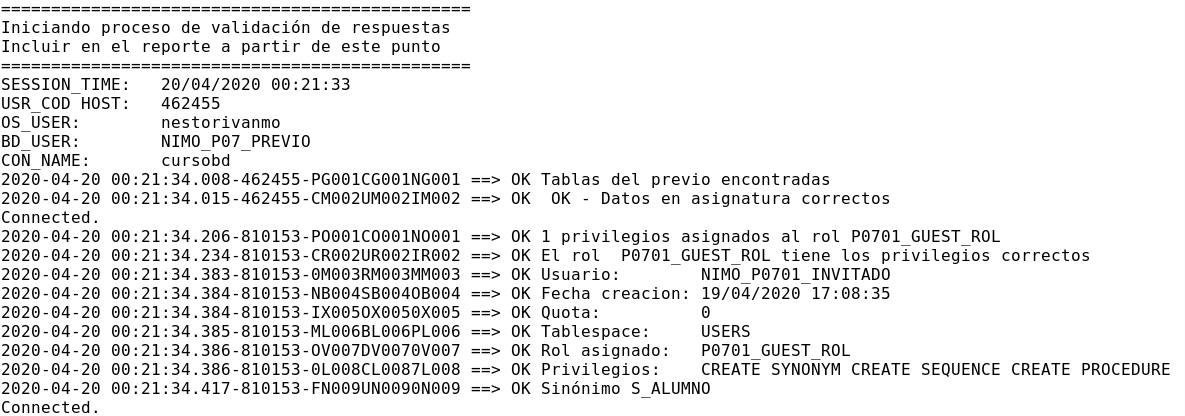 ===============================================
Iniciando proceso de validación de respuestas
Incluir en el reporte a partir de este punto
===============================================
SESSION_TIME:   20/04/2020 00:21:33
USR_COD HOST:   462455
OS_USER:        nestorivanmo
BD_USER:        NIMO_P07_PREVIO
CON_NAME:       cursobd
2020-04-20 00:21:34.008-462455-PG001CG001NG001 ==> OK Tablas del previo encontradas
2020-04-20 00:21:34.015-462455-CM002UM002IM002 ==> OK  OK - Datos en asignatura correctos
Connected.
2020-04-20 00:21:34.206-810153-PO001CO001NO001 ==> OK 1 privilegios asignados al rol P0701_GUEST_ROL
2020-04-20 00:21:34.234-810153-CR002UR002IR002 ==> OK El rol  P0701_GUEST_ROL tiene los privilegios correctos
2020-04-20 00:21:34.383-810153-0M003RM003MM003 ==> OK Usuario:        NIMO_P0701_INVITADO
2020-04-20 00:21:34.384-810153-NB004SB004OB004 ==> OK Fecha creacion: 19/04/2020 17:08:35
2020-04-20 00:21:34.384-810153-IX005OX0050X005 ==> OK Quota:          0
2020-04-20 00:21:34.385-810153-ML006BL006PL006 ==> OK Tablespace:     USERS
2020-04-20 00:21:34.386-810153-OV007DV0070V007 ==> OK Rol asignado:   P0701_GUEST_ROL
2020-04-20 00:21:34.386-810153-0L008CL0087L008 ==> OK Privilegios:    CREATE SYNONYM CREATE SEQUENCE CREATE PROCEDURE
2020-04-20 00:21:34.417-810153-FN009UN0090N009 ==> OK Sinónimo S_ALUMNO
Connected.